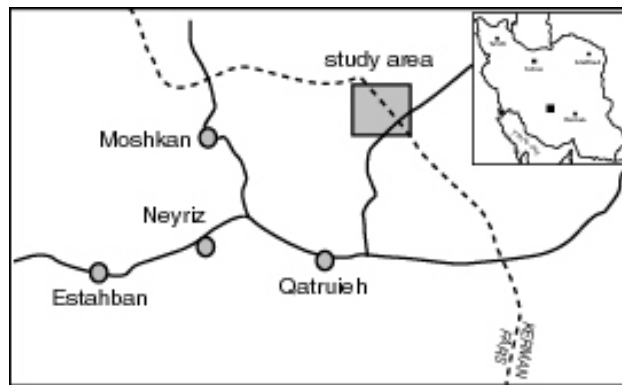 study area
Moshkan
Neyriz
Estahban
Qatruieh
KERMAN
FARS